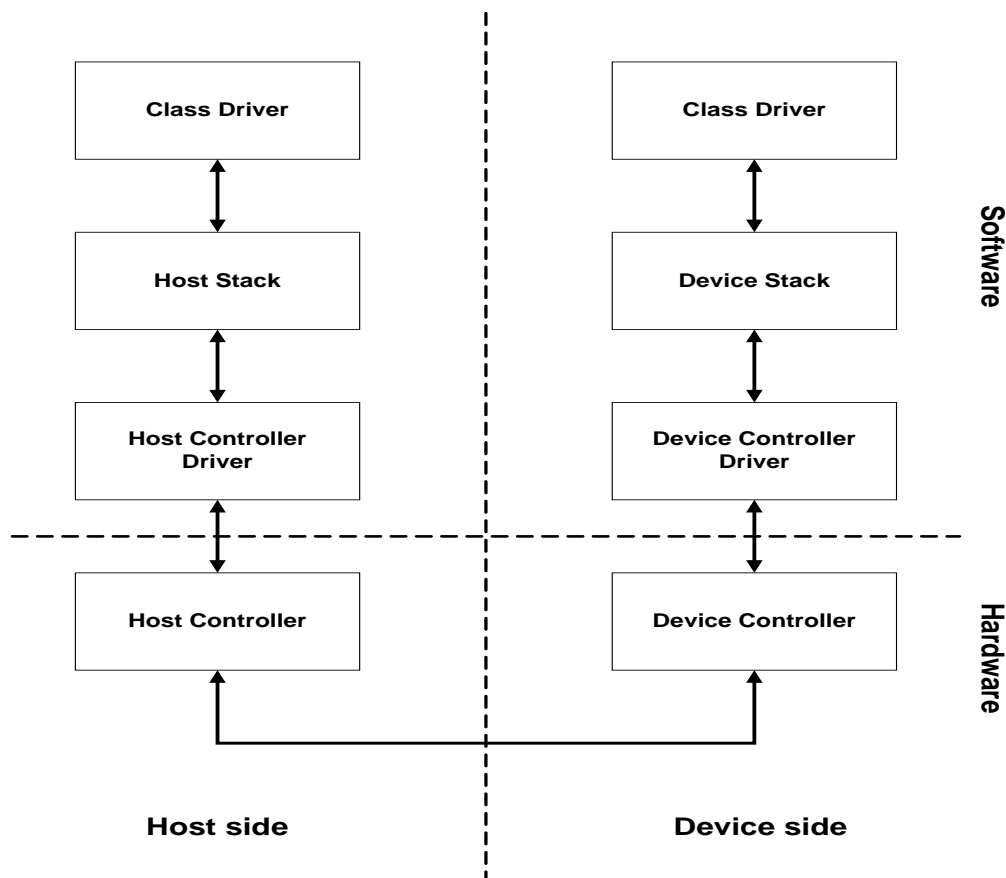 Class Driver
Class Driver
Host Stack
Device Stack
Software
Host Controller
Driver
Device Controller
Driver
Host Controller
Device Controller
Hardware
Host side
Device side